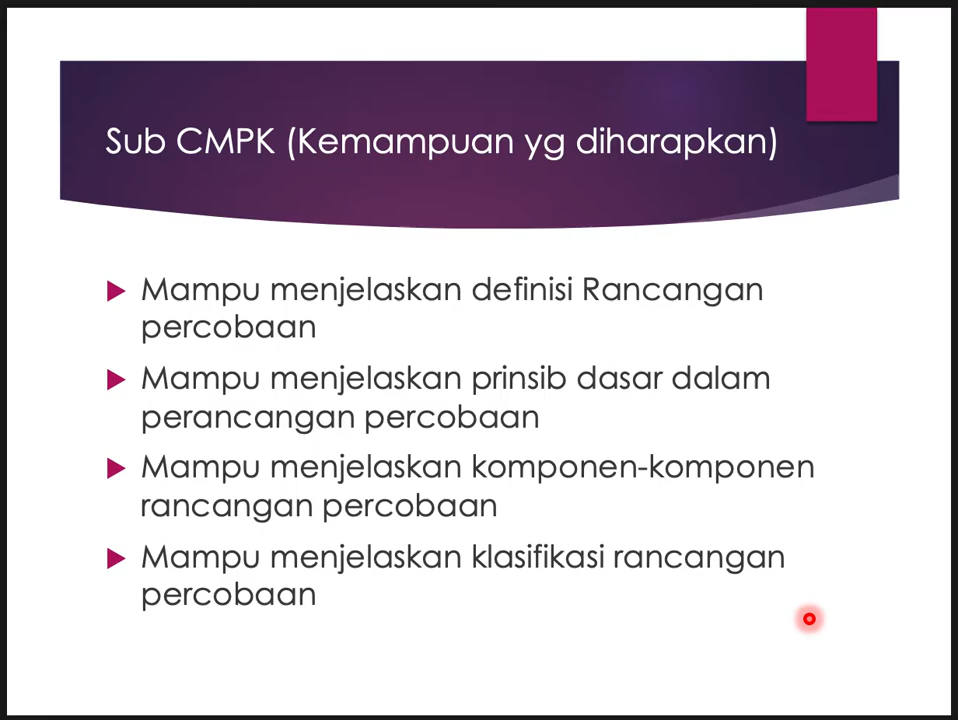 Sub CMPK (Kemampuan yg diharapkan)
Mampu menjelaskan definisi Rancangan
percobaan
Mampu menjelaskan prinsib dasar dalam
perancangan percobaan
Mampu menjelaskan komponen-komponen
rancangan percobaan
Mampu menjelaskan klasifikasi rancangan
percobaan